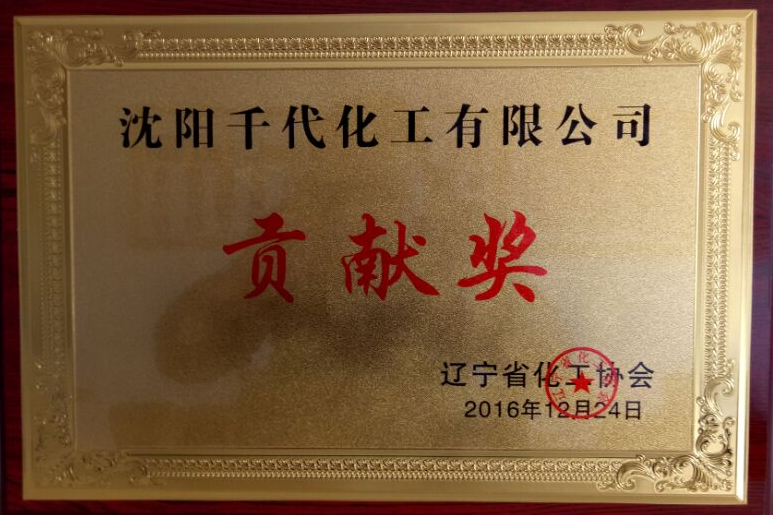 沈阳千代化工有限公司
贡献奖
辽宁省化工协会
2016年12月24日